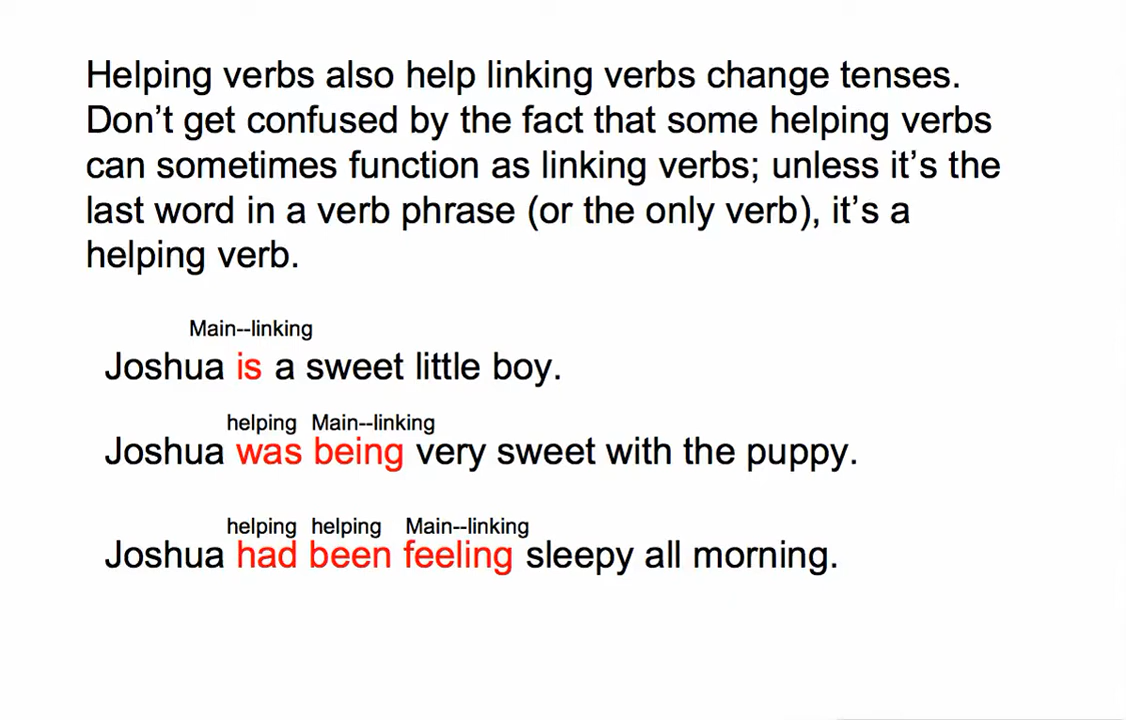 Helping verbs also help linking verbs change tenses.
Don't get confused by the fact that some helping verbs
can sometimes function as linking verbs; unless it's the
last word in a verb phrase (or the only verb), it's a
helping verb.
Main--linking
Joshua is a sweet little boy.
helping Main--linking
Joshua was being very sweet with the puppy.
helping helping Main--linking
Joshua had been feeling sleepy all morning.